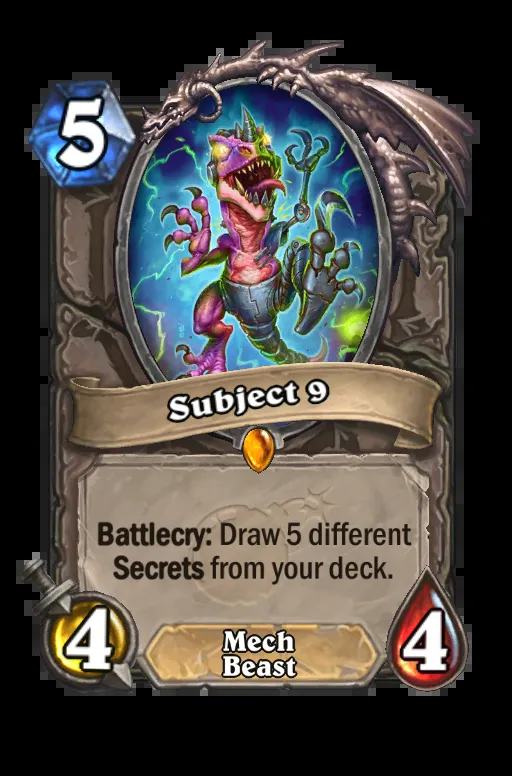 5
Subject 9
Battlecry: Draw 5 different
Secrets from your deck.
4
Mech
Beast
4